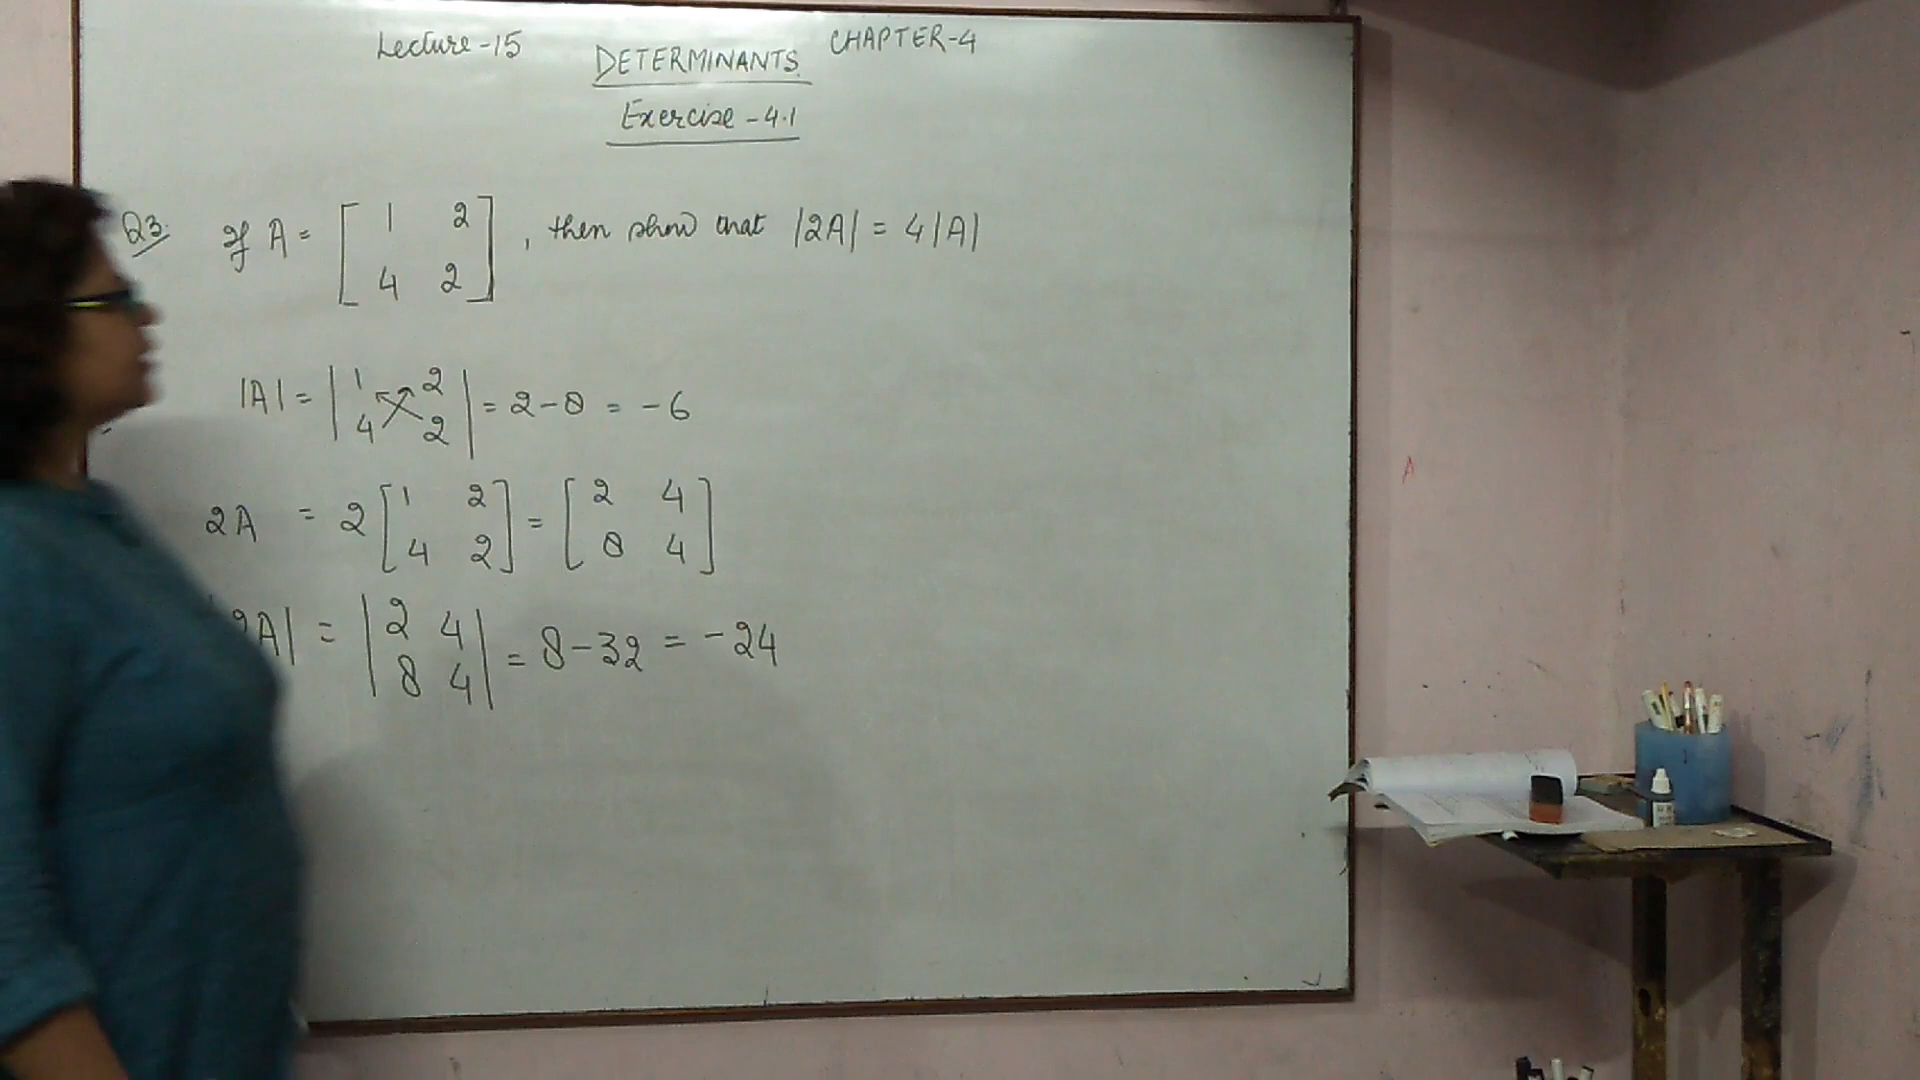 Lecture-15 DETERMINANTS CHAPTER-4
Exercise - 4.1
Q3. If A = [ 1 2 ; 4 2 ] , then show that |2A| = 4|A|
|A| = | 1 2 ; 4 2 | = 2-8 = -6
2A = 2 [ 1 2 ; 4 2 ] = [ 2 4 ; 8 4 ]
2A| = | 2 4 ; 8 4 | = 8-32 = -24
A